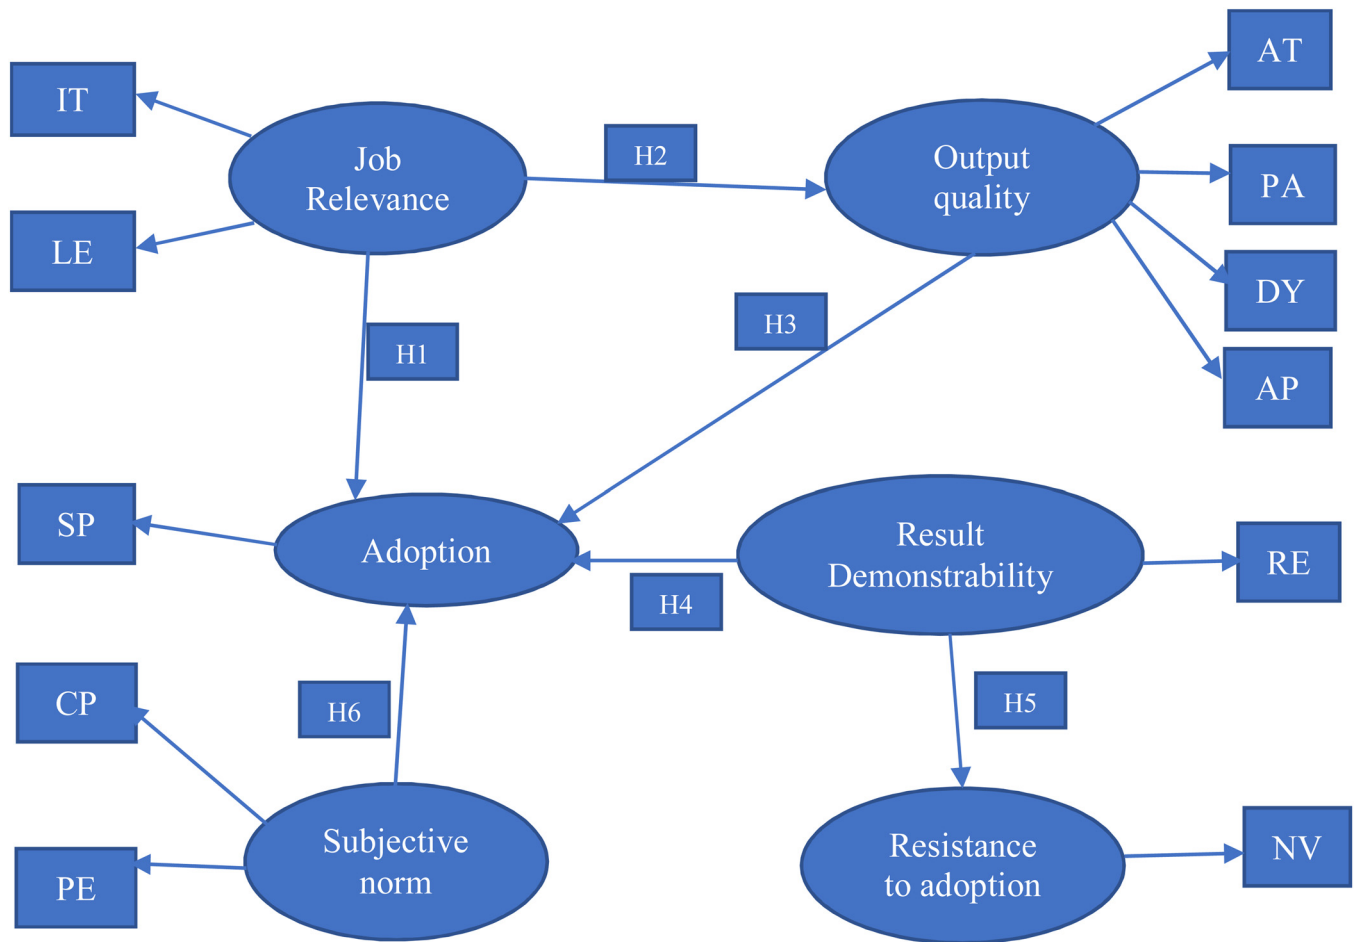 AT
IT
Job
Relevance
H2
Output
quality
PA
LE
DY
H3
H1
AP
SP
Adoption
Result
Demonstrability
RE
H4
CP
H6
H5
Subjective
norm
Resistance
to adoption
NV
PE